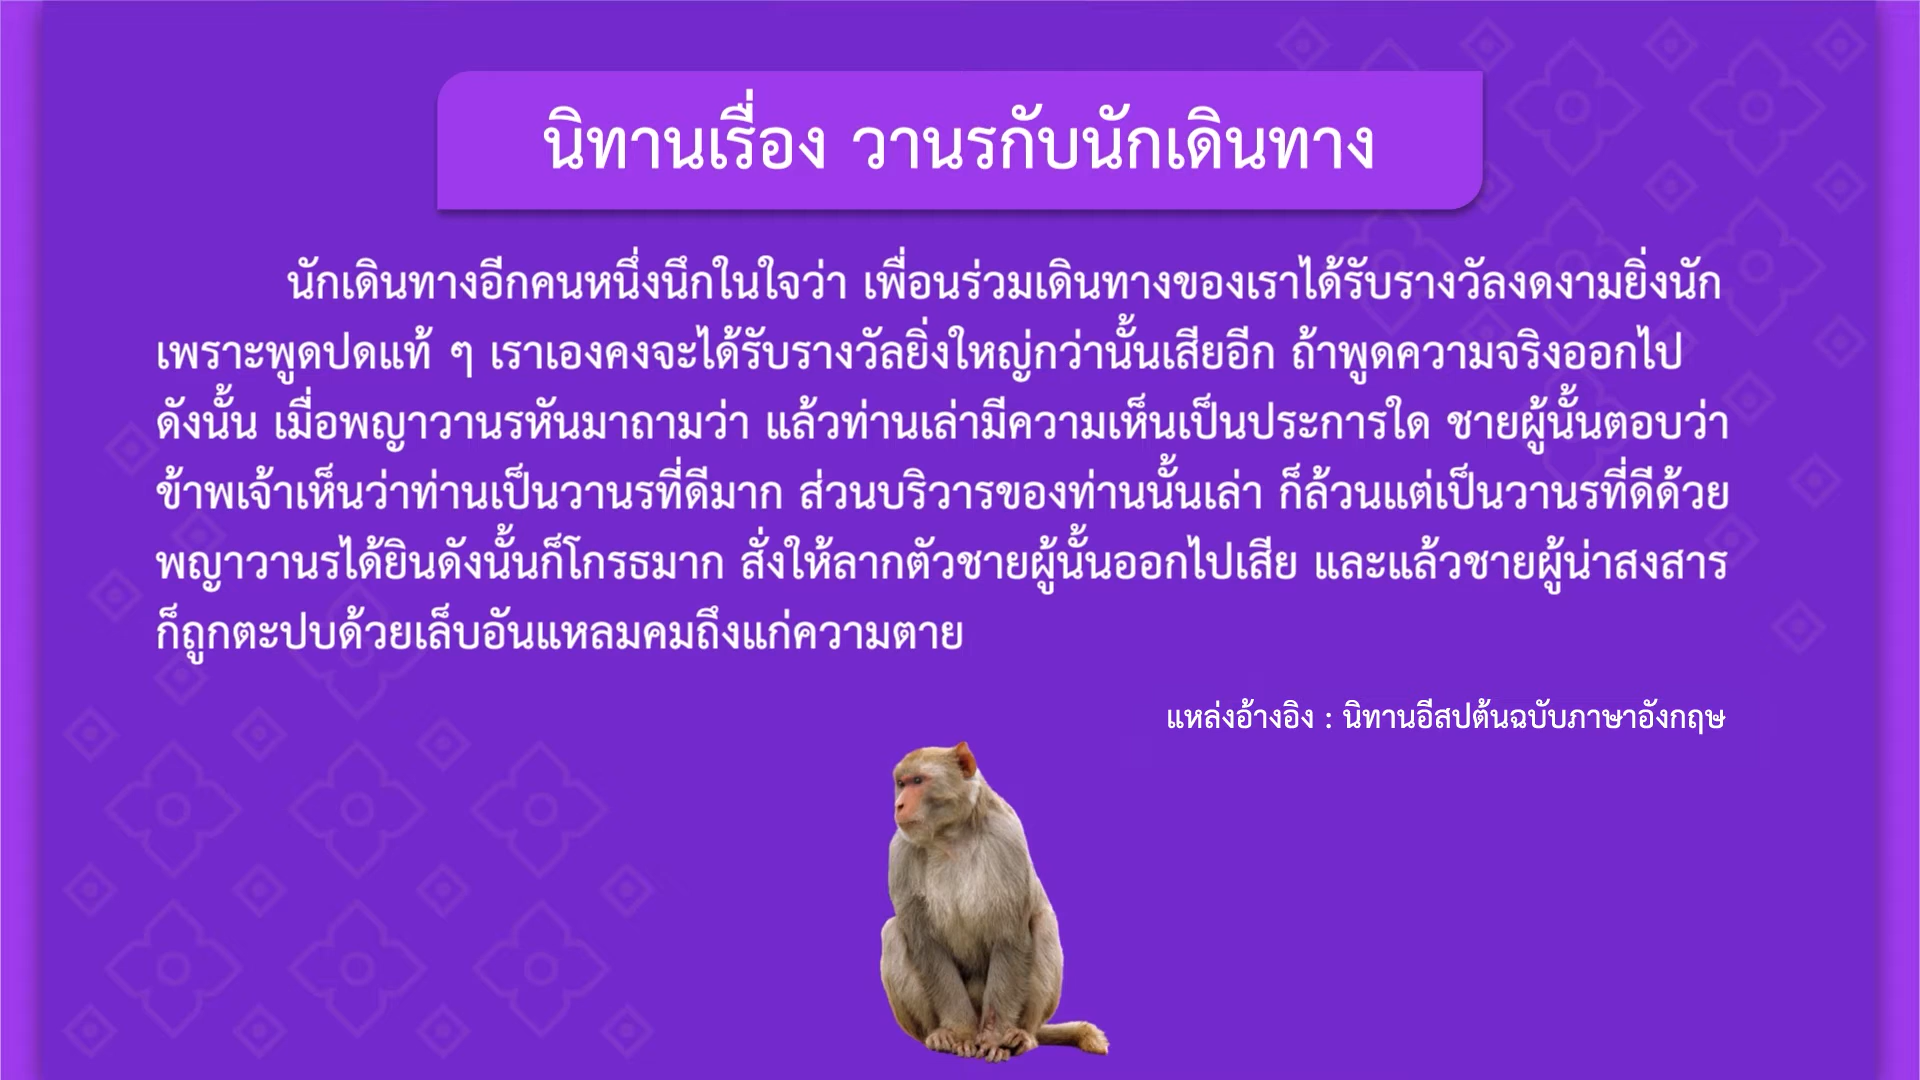 นิทานเรื่อง วานรกับนักเดินทาง
นักเดินทางอีกคนหนึ่งนึกในใจว่า เพื่อนร่วมเดินทางของเราได้รับรางวัลงดงามยิ่งนัก
เพราะพูดปดแท้ ๆ เราเองคงจะได้รับรางวัลยิ่งใหญ่กว่านั้นเสียอีก ถ้าพูดความจริงออกไป
ดังนั้น เมื่อพญาวานรหันมาถามว่า แล้วท่านเล่ามีความเห็นเป็นประการใด ชายผู้นั้นตอบว่า
ข้าพเจ้าเห็นว่าท่านเป็นวานรที่ดีมาก ส่วนบริวารของท่านนั้นเล่า ก็ล้วนแต่เป็นวานรที่ดีด้วย
พญาวานรได้ยินดังนั้นก็โกรธมาก สั่งให้ลากตัวชายผู้นั้นออกไปเสีย และแล้วชายผู้น่าสงสาร
ก็ถูกตะปบด้วยเล็บอันแหลมคมถึงแก่ความตาย
แหล่งอ้างอิง : นิทานอีสปต้นฉบับภาษาอังกฤษ